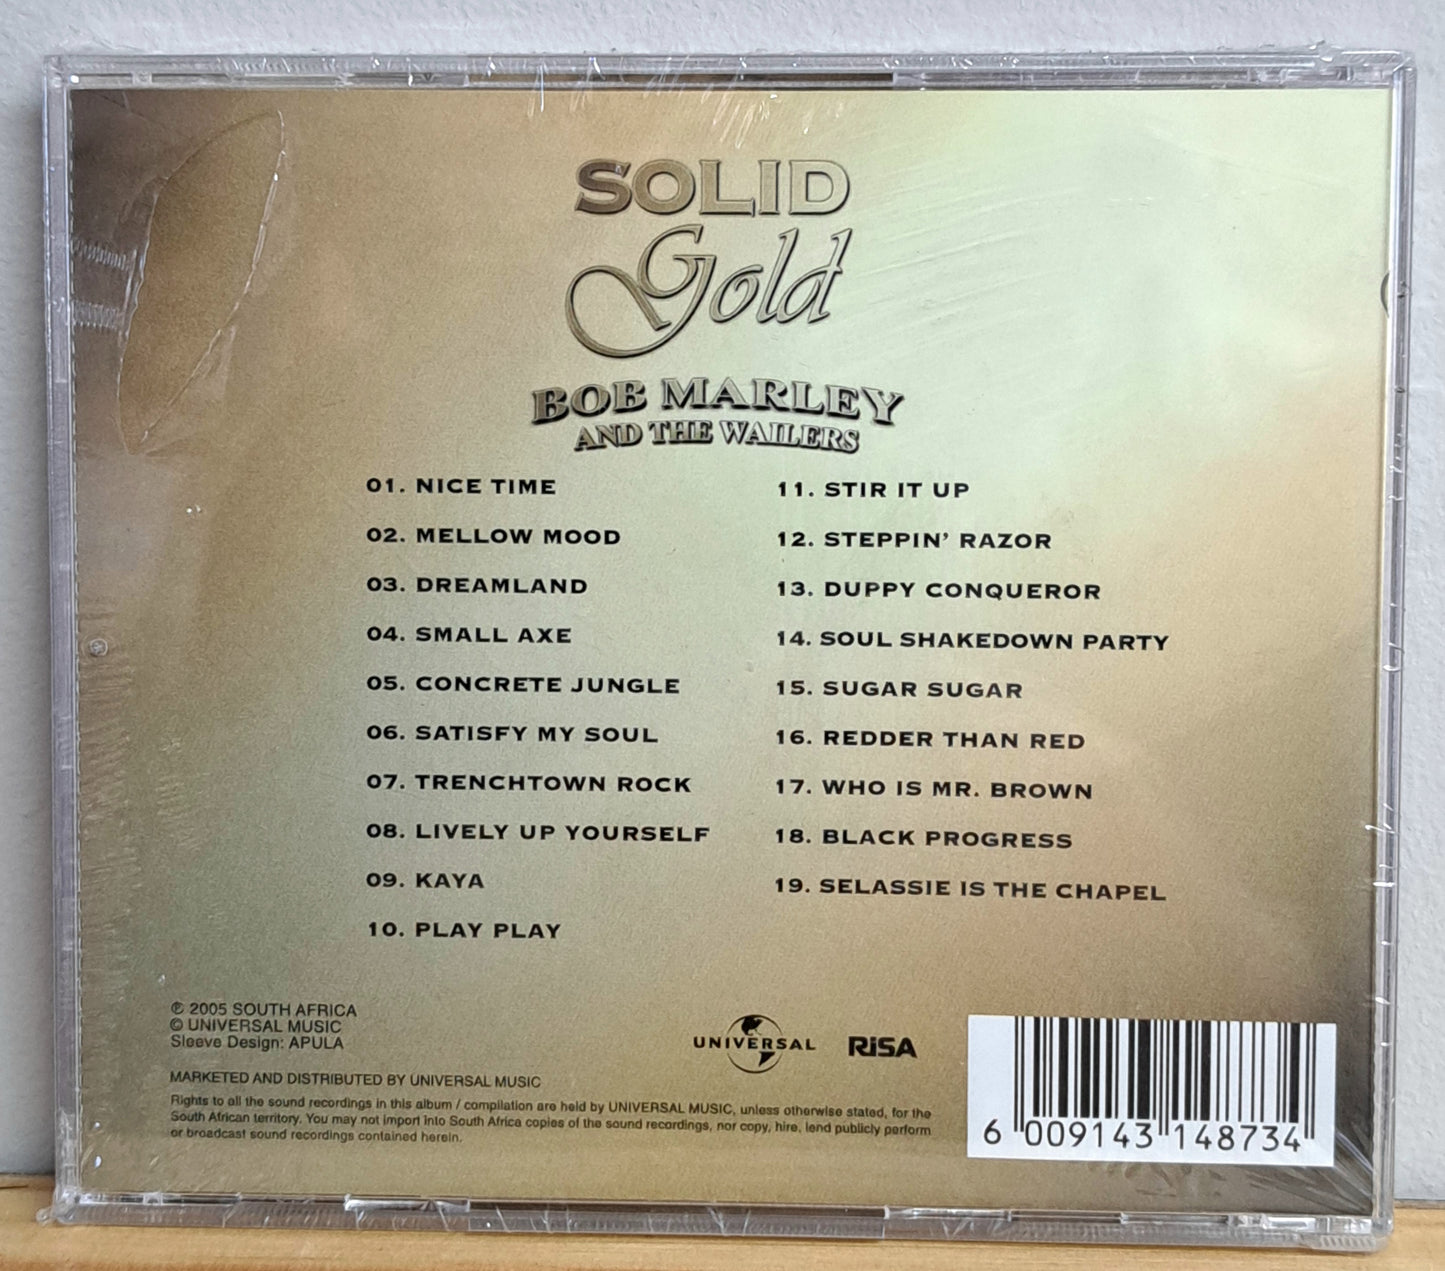 SOLID
Gold
BOB MARLEY
AND THE WAILERS
01. NICE TIME
02. MELLOW MOOD
03. DREAMLAND
04. SMALL AXE
05. CONCRETE JUNGLE
06. SATISFY MY SOUL
07. TRENCHTOWN ROCK
08. LIVELY UP YOURSELF
09. KAYA
10. PLAY PLAY
11. STIR IT UP
12. STEPPIN' RAZOR
13. DUPPY CONQUEROR
14. SOUL SHAKEDOWN PARTY
15. SUGAR SUGAR
16. REDDER THAN RED
17. WHO IS MR. BROWN
18. BLACK PROGRESS
19. SELASSIE IS THE CHAPEL
℗ 2005 SOUTH AFRICA
© UNIVERSAL MUSIC
Sleeve Design: APULA
MARKETED AND DISTRIBUTED BY UNIVERSAL MUSIC
Rights to all the sound recordings in this album / compilation are held by UNIVERSAL MUSIC, unless otherwise stated, for the
South African territory. You may not import into South Africa copies of the sound recordings, nor copy, hire, lend publicly perform
or broadcast sound recordings contained herein.
UNIVERSAL
RiSA
6 009143 148734